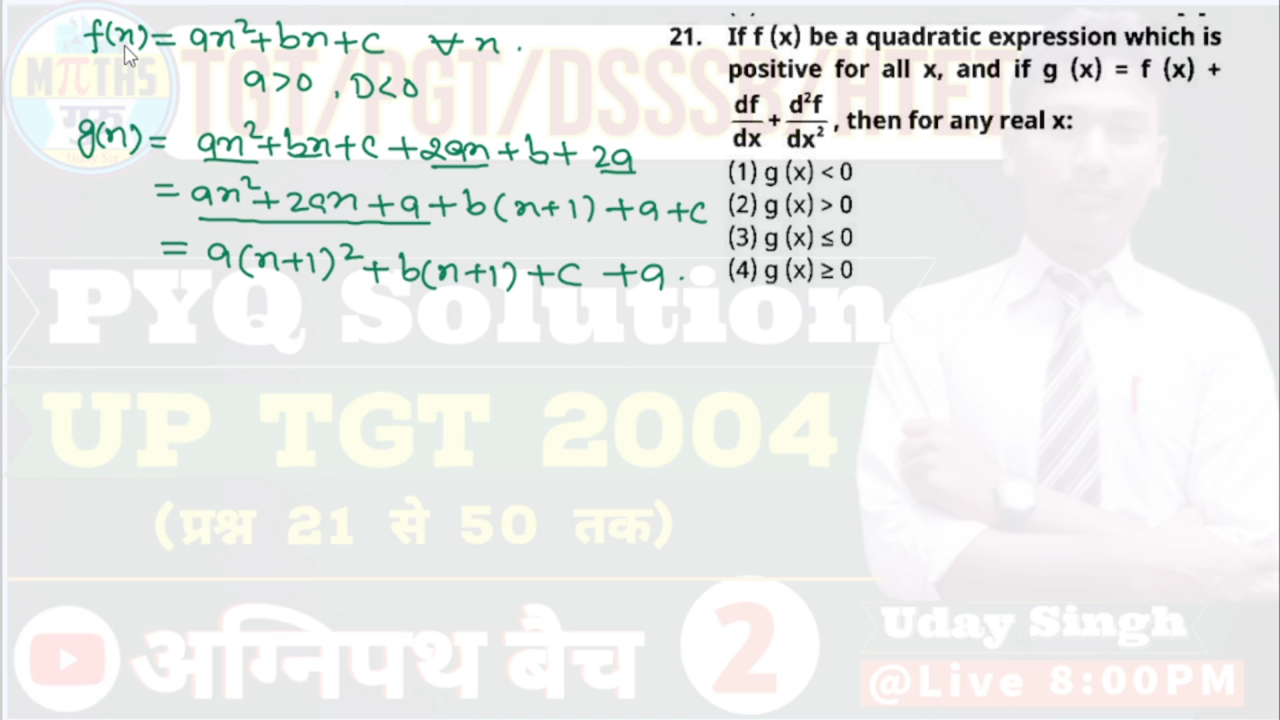 f(x) = ax²+bx+c ∀ x .
a>0 , D<0
g(x) = ax²+bx+c +2ax +b+ 2a
= ax²+2ax +a +b(x+1) +a+c
= a(x+1)²+b(x+1)+c +a .
21. If f (x) be a quadratic expression which is
positive for all x, and if g (x) = f (x) +
df/dx + d²f/dx² , then for any real x:
(1) g (x) < 0
(2) g (x) > 0
(3) g (x) ≤ 0
(4) g (x) ≥ 0
MπTHS
गुरु
TGT/PGT/DSSSB/HTET
PYQ Solution
UP TGT 2004
(प्रश्न 21 से 50 तक)
अग्निपथ बैच 2
Uday Singh
@Live 8:00PM